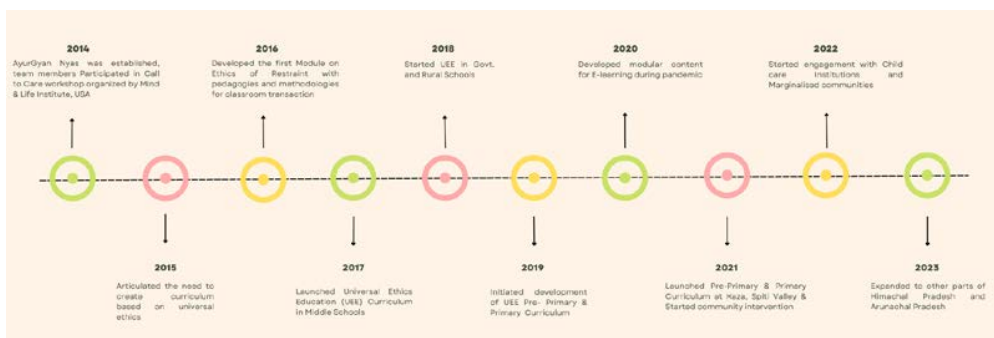 2014
AyurGyan Nyas was established,
team members Participated in Call
to Care workshop organized by Mind
& Life Institute, USA
2015
Articulated the need to
create curriculum
based on universal
ethics
2016
Developed the first Module on
Ethics of Restraint with
pedagogies and methodologies
for classroom transaction
2017
Launched Universal Ethics
Education (UEE) Curriculum
in Middle Schools
2018
Started UEE in Govt.
and Rural Schools
2019
Initiated development
of UEE Pre- Primary &
Primary Curriculum
2020
Developed modular content
for E-learning during pandemic
2021
Launched Pre-Primary & Primary
Curriculum at Kaza, Spiti Valley &
Started community intervention
2022
Started engagement with Child
care Institutions and
Marginalised communities
2023
Expanded to other parts of
Himachal Pradesh and
Arunachal Pradesh